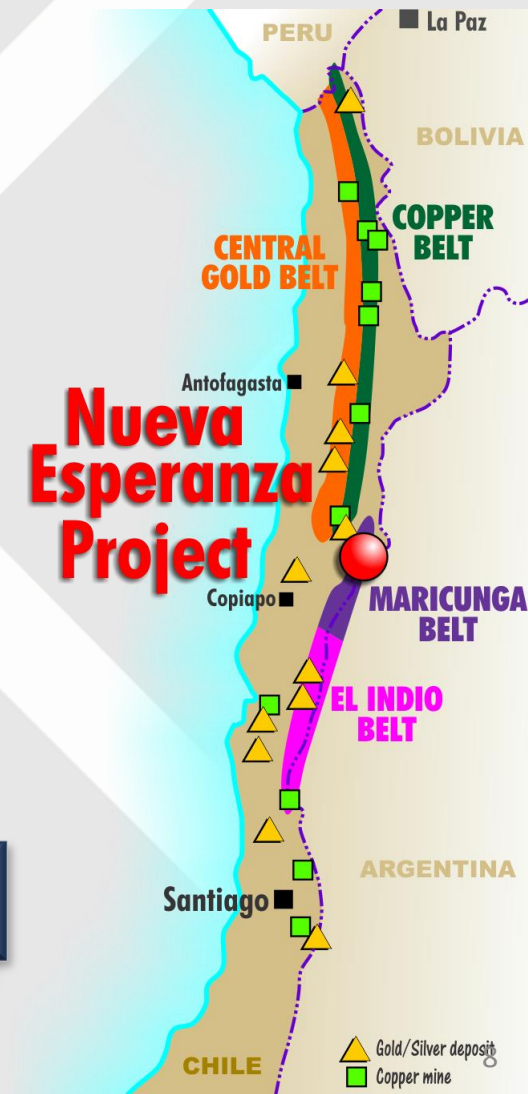 PERU
La Paz
BOLIVIA
COPPER
BELT
CENTRAL
GOLD BELT
Antofagasta
Nueva
Esperanza
Project
Copiapo
MARICUNGA
BELT
EL INDIO
BELT
ARGENTINA
Santiago
CHILE
Gold/Silver deposit
8
Copper mine